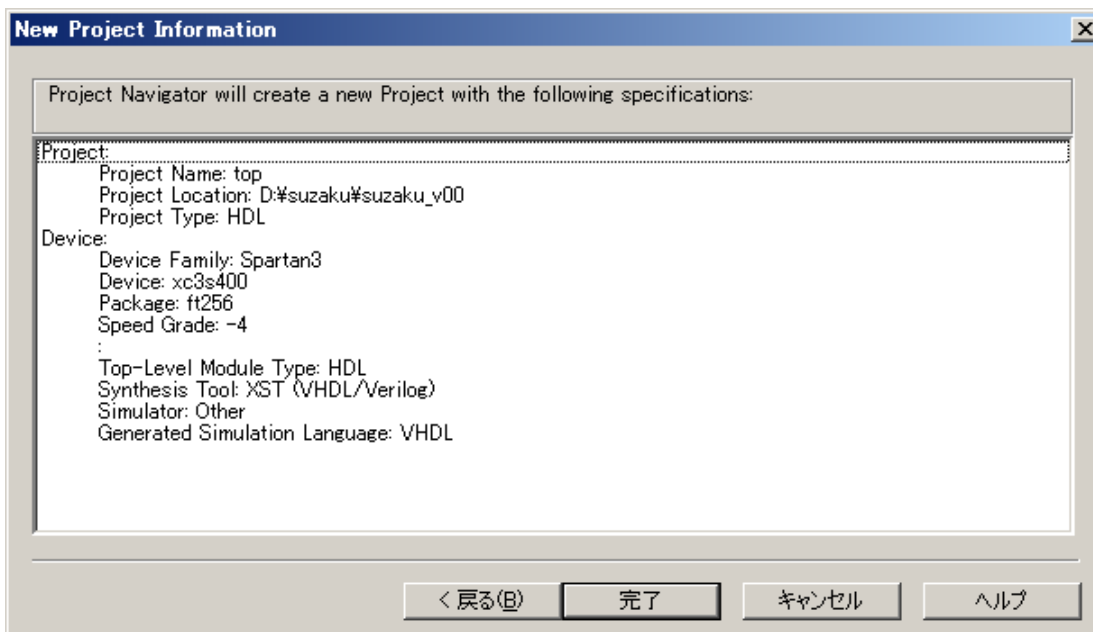 New Project Information
Project Navigator will create a new Project with the following specifications:
Project:
Project Name: top
Project Location: D:¥suzaku¥suzaku_v00
Project Type: HDL
Device:
Device Family: Spartan3
Device: xc3s400
Package: ft256
Speed Grade: -4
:
Top-Level Module Type: HDL
Synthesis Tool: XST (VHDL/Verilog)
Simulator: Other
Generated Simulation Language: VHDL
< 戻る(B) 完了 キャンセル ヘルプ